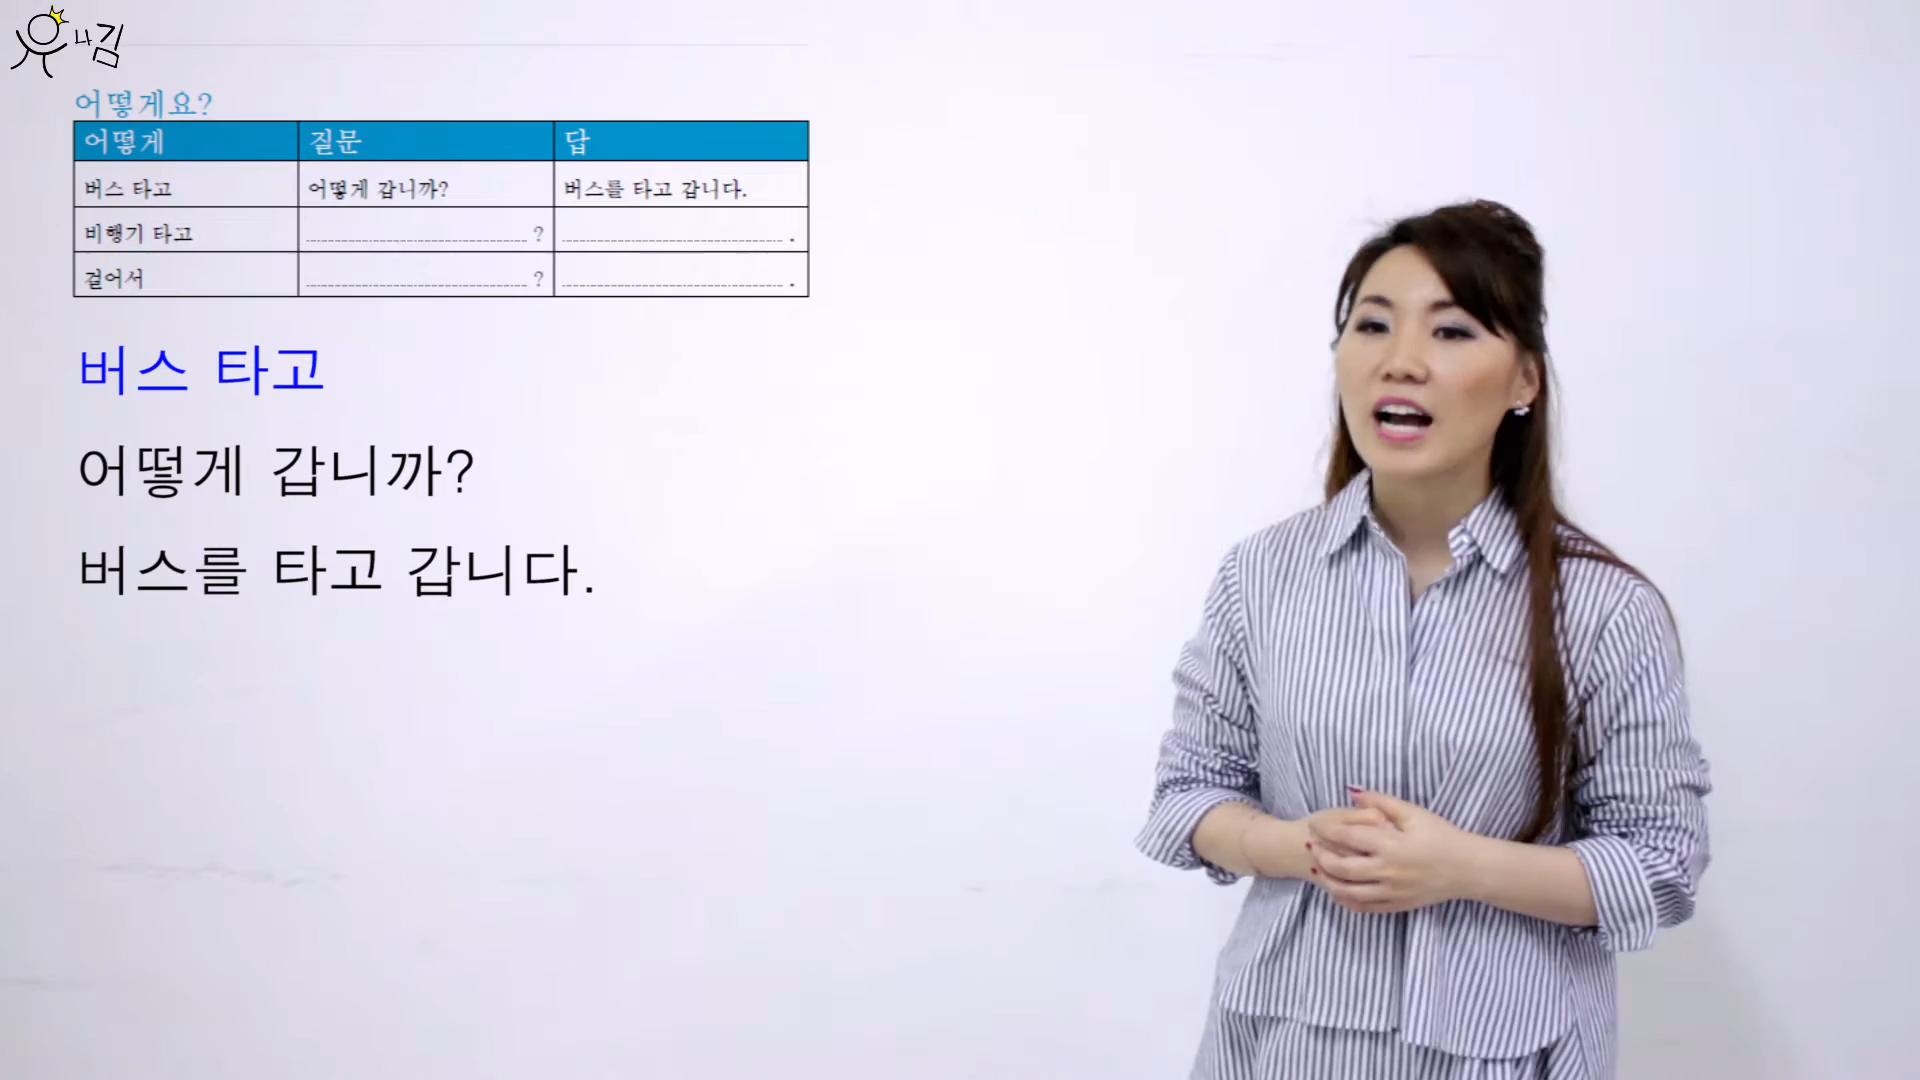 유나김
어떻게요?
어떻게 질문 답
버스 타고 어떻게 갑니까? 버스를 타고 갑니다.
비행기 타고 ? .
걸어서 ? .
버스 타고
어떻게 갑니까?
버스를 타고 갑니다.